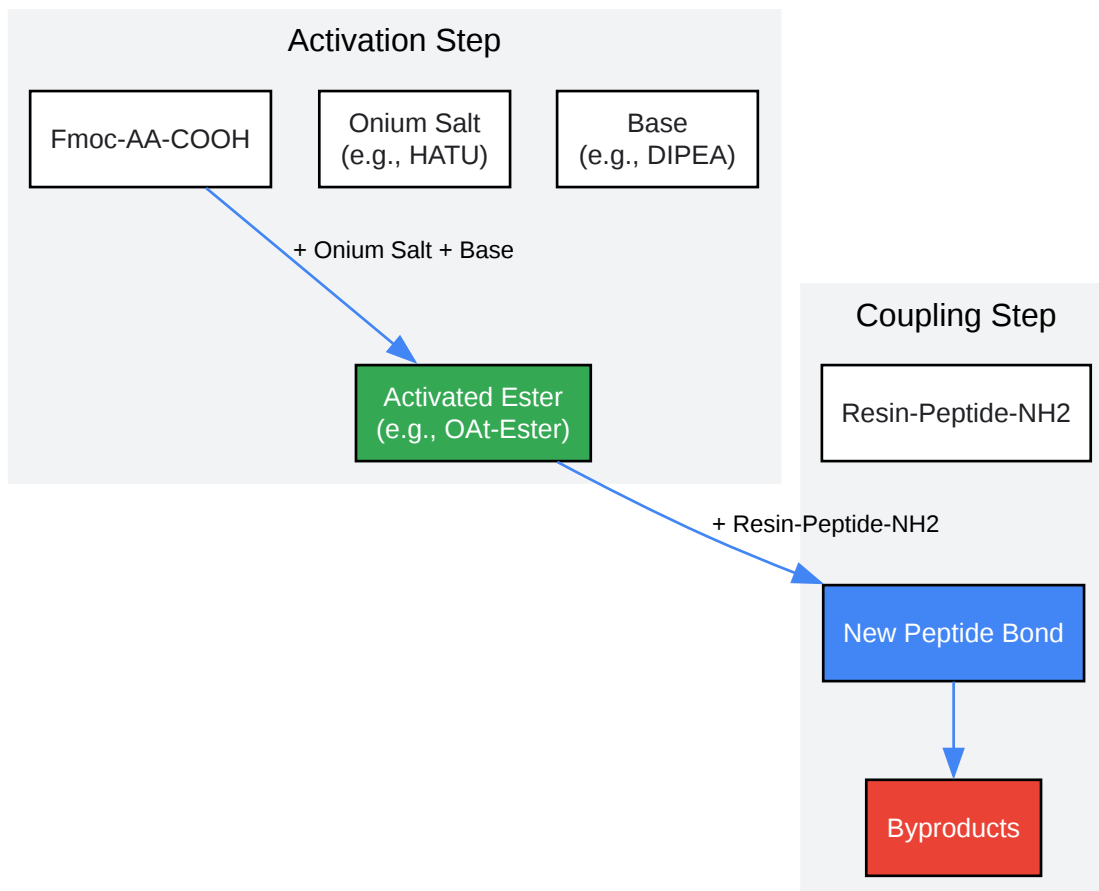 Activation Step
Fmoc-AA-COOH
Onium Salt
(e.g., HATU)
Base
(e.g., DIPEA)
+ Onium Salt + Base
Activated Ester
(e.g., OAt-Ester)
Coupling Step
Resin-Peptide-NH2
+ Resin-Peptide-NH2
New Peptide Bond
Byproducts